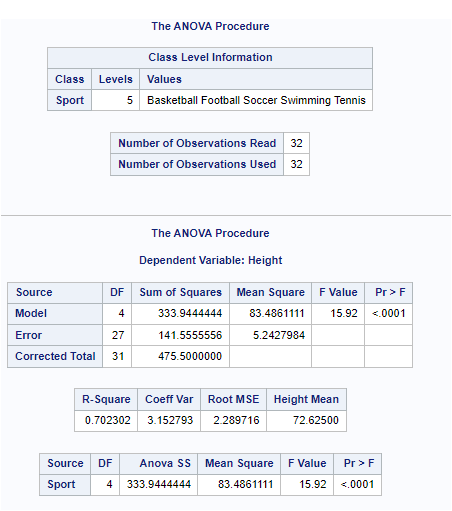 The ANOVA Procedure
Class Level Information
Class Levels Values
Sport 5 Basketball Football Soccer Swimming Tennis
Number of Observations Read 32
Number of Observations Used 32
The ANOVA Procedure
Dependent Variable: Height
Source DF Sum of Squares Mean Square F Value Pr > F
Model 4 333.9444444 83.4861111 15.92 <.0001
Error 27 141.5555556 5.2427984
Corrected Total 31 475.5000000
R-Square Coeff Var Root MSE Height Mean
0.702302 3.152793 2.289716 72.62500
Source DF Anova SS Mean Square F Value Pr > F
Sport 4 333.9444444 83.4861111 15.92 <.0001